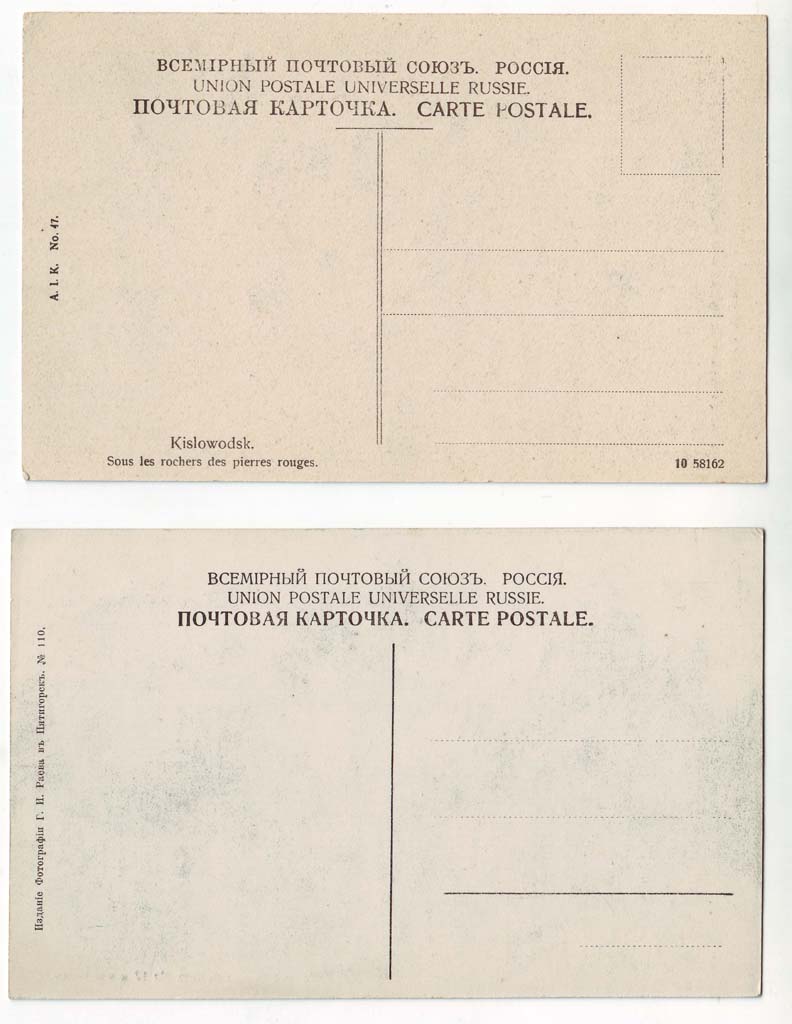 ВСЕМІРНЫЙ ПОЧТОВЫЙ СОЮЗЪ. РОССІЯ.
UNION POSTALE UNIVERSELLE RUSSIE.
ПОЧТОВАЯ КАРТОЧКА. CARTE POSTALE.
A. I. K. No. 47.
Kislowodsk.
Sous les rochers des pierres rouges.
10 58162
ВСЕМІРНЫЙ ПОЧТОВЫЙ СОЮЗЪ. РОССІЯ.
UNION POSTALE UNIVERSELLE RUSSIE.
ПОЧТОВАЯ КАРТОЧКА. CARTE POSTALE.
Изданіе Фотографіи Г. И. Раева въ Пятигорскѣ. № 110.